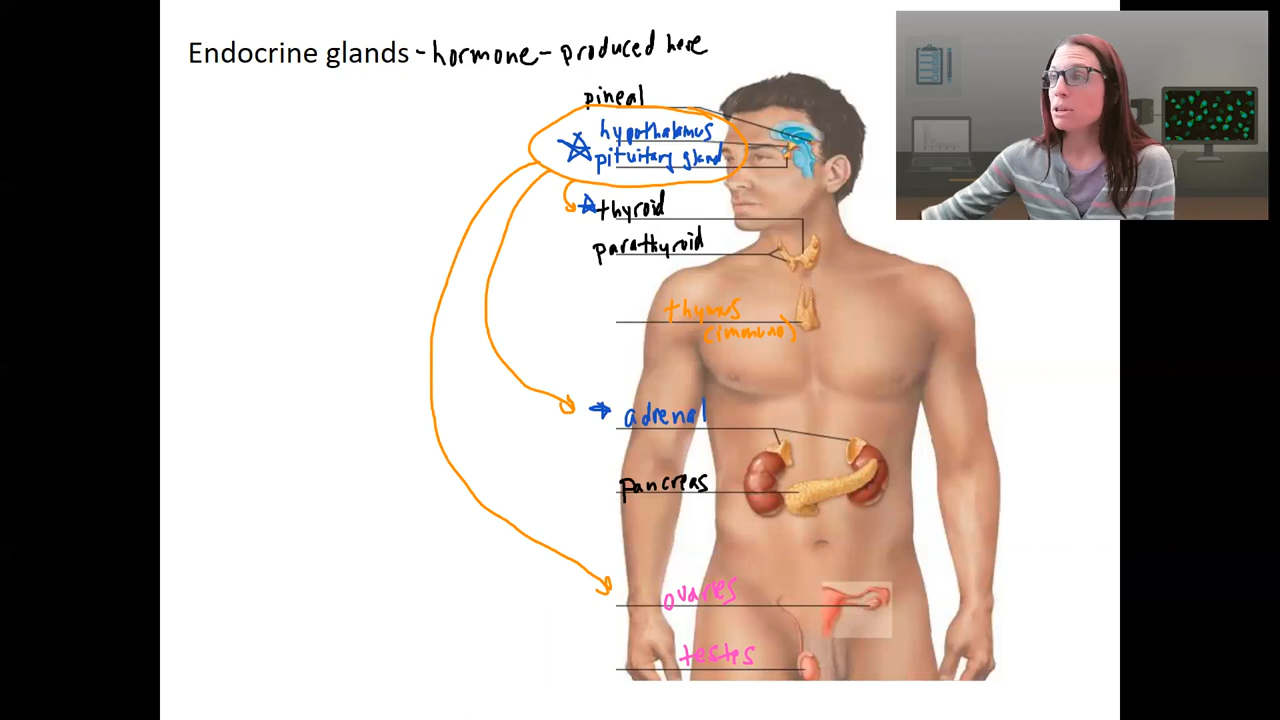 Endocrine glands - hormone - produced here
pineal
hypothalamus
pituitary gland
thyroid
parathyroid
thymus
(immune)
adrenal
pancreas
ovaries
testes